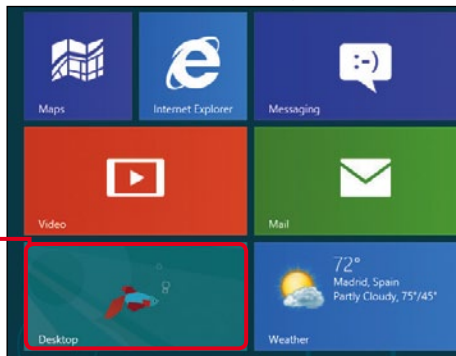 Maps
Internet Explorer
Messaging
:-)
Video
Mail
Desktop
72°
Madrid, Spain
Partly Cloudy, 75°/45°
Weather